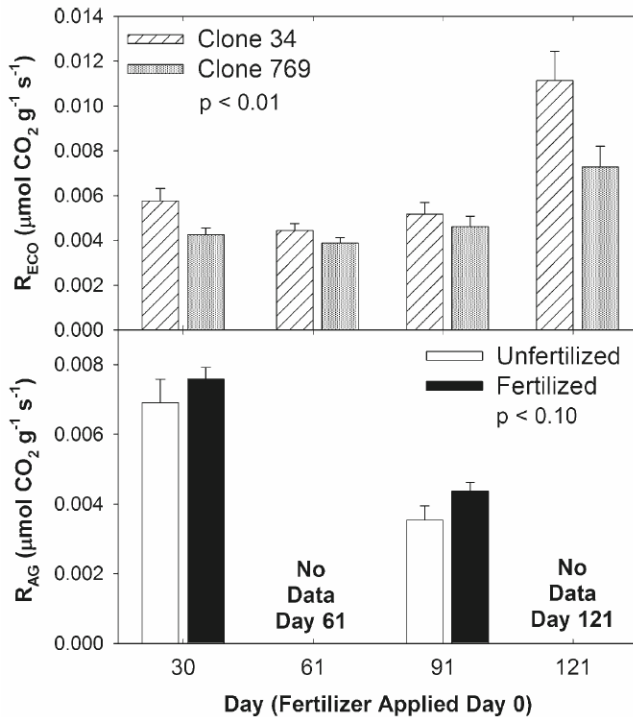 0.014
0.012
0.010
0.008
0.006
0.004
0.002
0.000
R_ECO (μmol CO₂ g⁻¹ s⁻¹)
Clone 34
Clone 769
p < 0.01
0.008
0.006
0.004
0.002
0.000
R_AG (μmol CO₂ g⁻¹ s⁻¹)
Unfertilized
Fertilized
p < 0.10
No
Data
Day 61
No
Data
Day 121
30 61 91 121
Day (Fertilizer Applied Day 0)